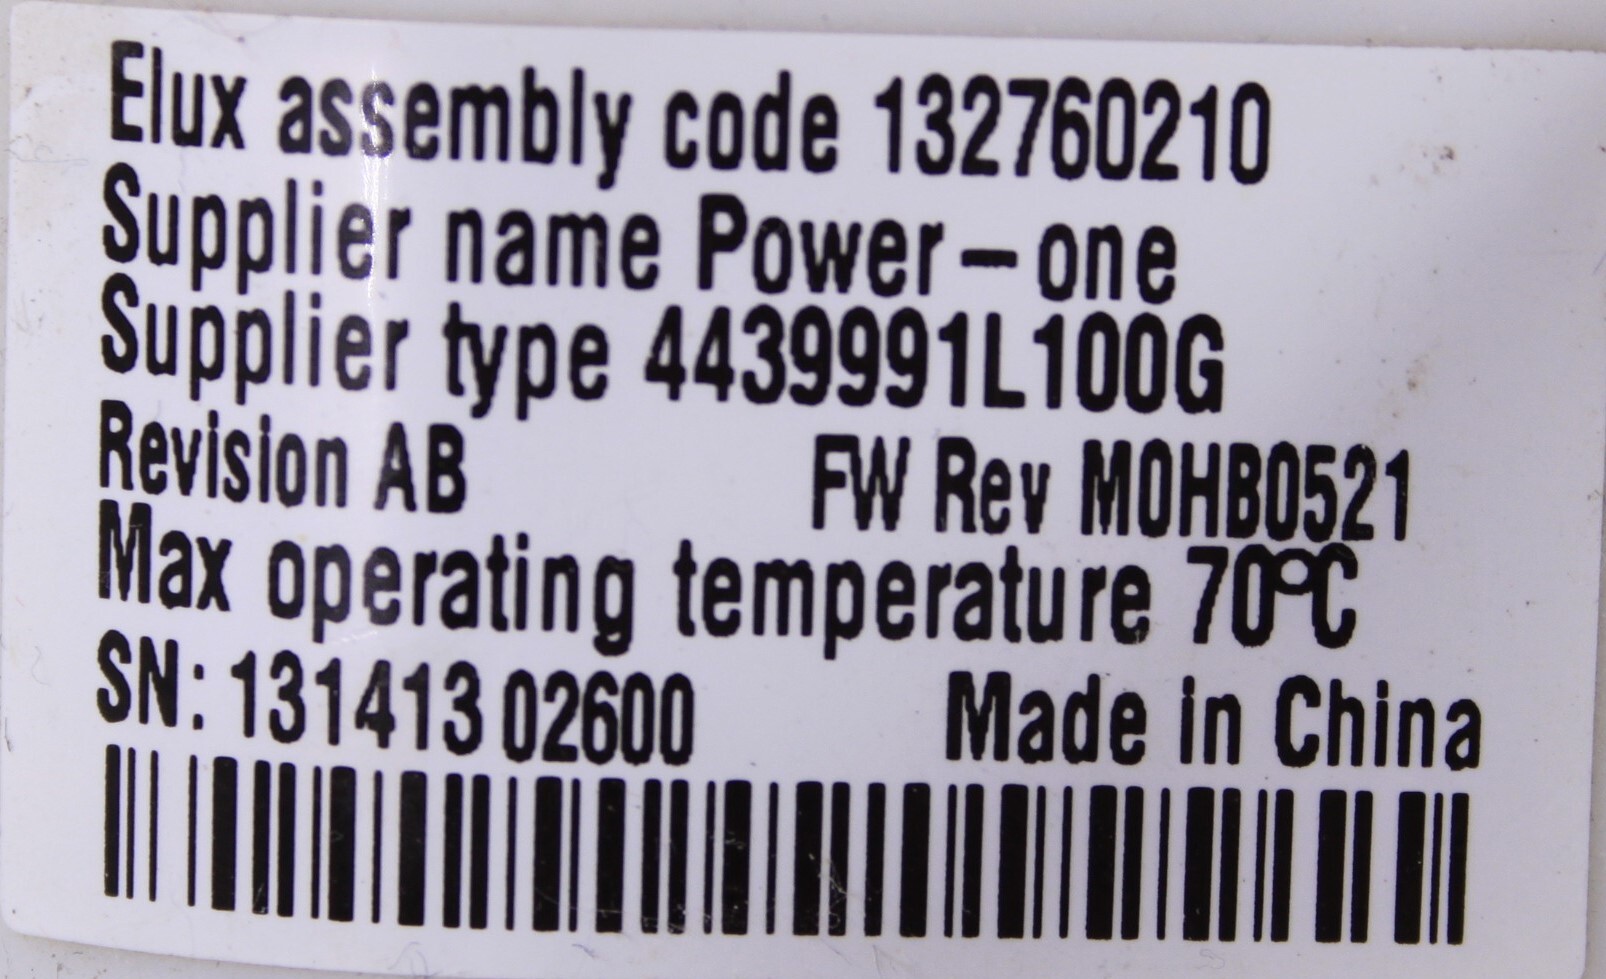 Elux assembly code 132760210
Supplier name Power-one
Supplier type 4439991L100G
Revision AB FW Rev M0HB0521
Max operating temperature 70°C
SN: 131413 02600 Made in China